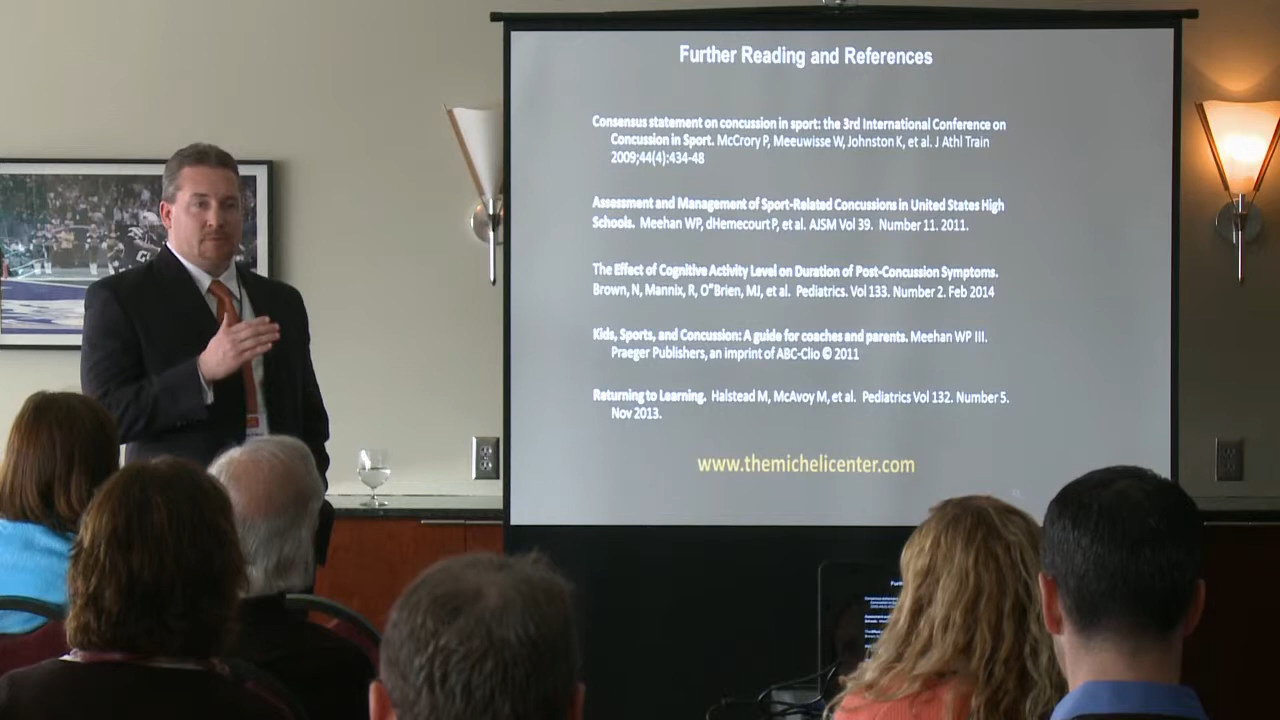 Further Reading and References
Consensus statement on concussion in sport: the 3rd International Conference on
Concussion in Sport. McCrory P, Meeuwisse W, Johnston K, et al. J Athl Train
2009;44(4):434-48
Assessment and Management of Sport-Related Concussions in United States High
Schools. Meehan WP, dHemecourt P, et al. AJSM Vol 39. Number 11. 2011.
The Effect of Cognitive Activity Level on Duration of Post-Concussion Symptoms.
Brown, N, Mannix, R, O"Brien, MJ, et al. Pediatrics. Vol 133. Number 2. Feb 2014
Kids, Sports, and Concussion: A guide for coaches and parents. Meehan WP III.
Praeger Publishers, an imprint of ABC-Clio © 2011
Returning to Learning. Halstead M, McAvoy M, et al. Pediatrics Vol 132. Number 5.
Nov 2013.
www.themichelicenter.com